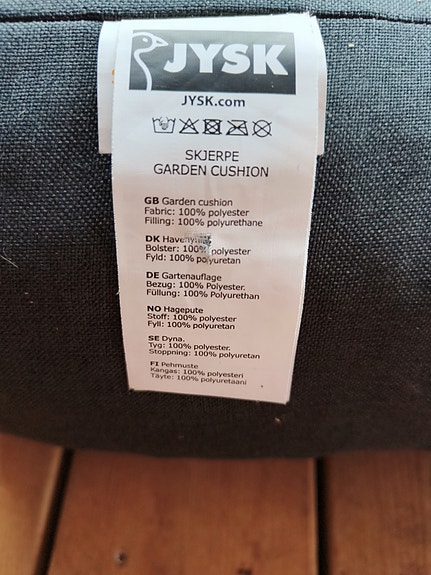 JYSK
JYSK.com
SKJERPE
GARDEN CUSHION
GB Garden cushion
Fabric: 100% polyester
Filling: 100% polyurethane
DK
Bolster: 100% polyester
Fyld: 100% polyuretan
DE Gartenauflage
Bezug: 100% Polyester.
Füllung: 100% Polyurethan
NO Hagepute
Stoff: 100% polyester
Fyll: 100% polyuretan
SE Dyna.
Tyg: 100% polyester.
Stoppning: 100% polyuretan
FI Pehmuste
Kangas: 100% polyesteri
Täyte: 100% polyuretaani